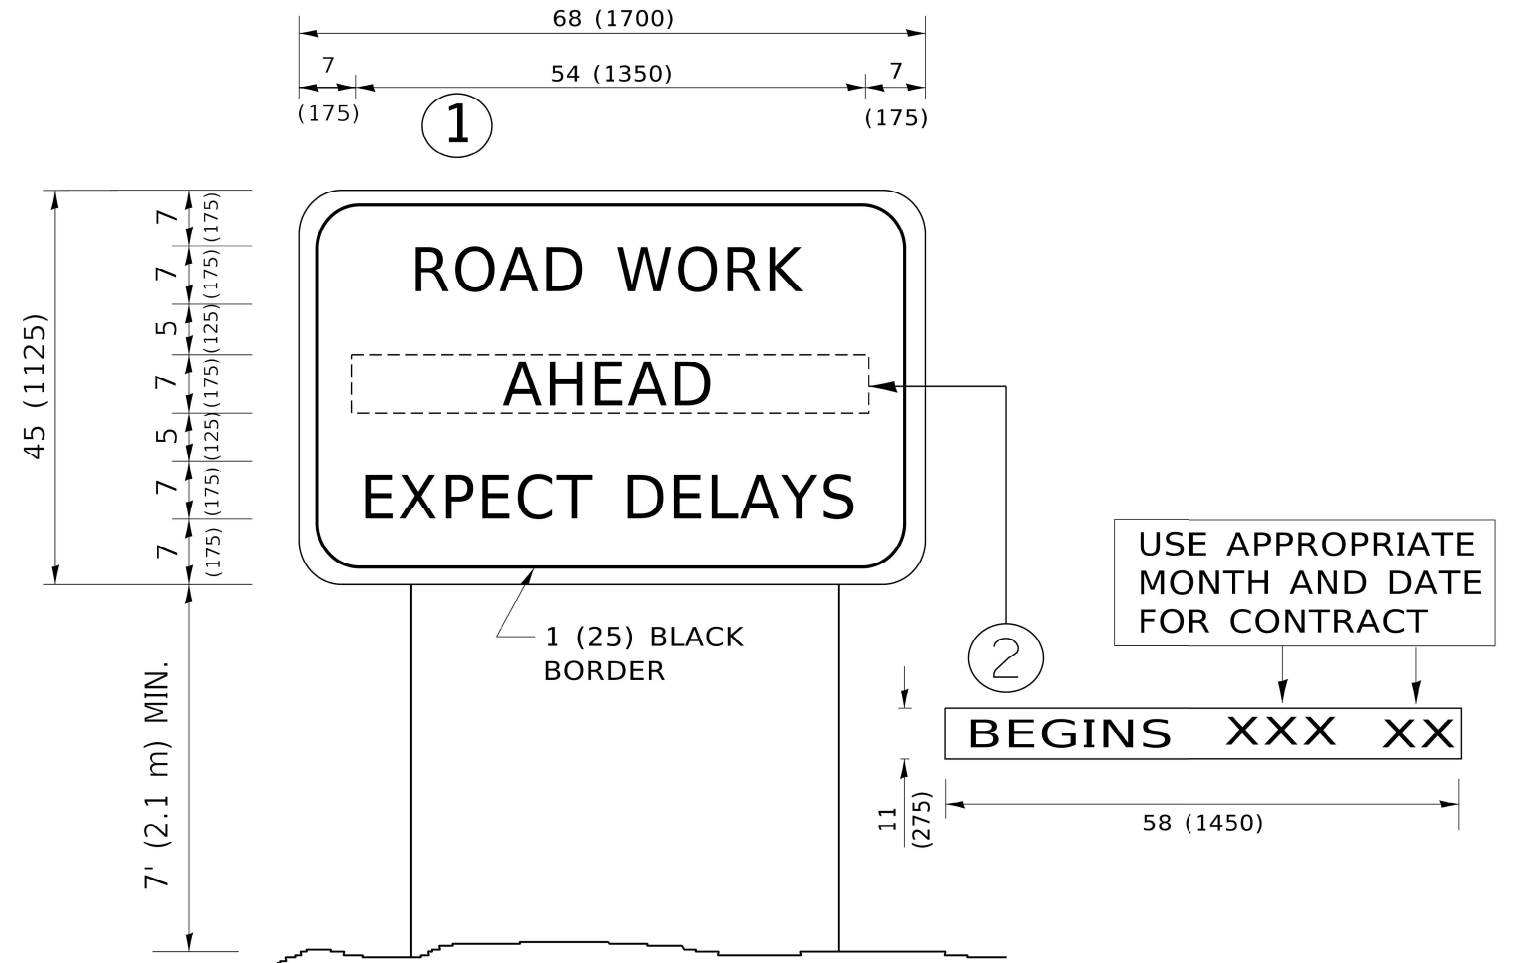 68 (1700)
7
54 (1350)
7
(175)
(175)
1
7
(175)
7
(175)
5
(125)
7
(175)
5
(125)
7
(175)
7
(175)
45 (1125)
ROAD WORK
AHEAD
EXPECT DELAYS
1 (25) BLACK
BORDER
7' (2.1 m) MIN.
USE APPROPRIATE
MONTH AND DATE
FOR CONTRACT
2
BEGINS XXX XX
11
(275)
58 (1450)